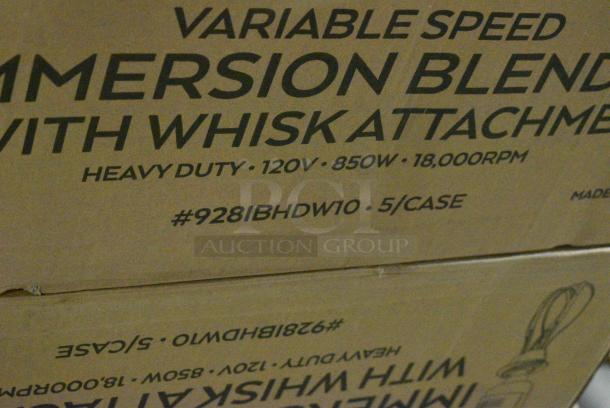 VARIABLE SPEED
MMERSION BLEND
WITH WHISK ATTACHME
HEAVY DUTY • 120V • 850W • 18,000RPM
#928IBHDW10 • 5/CASE
MADE
PCI
AUCTION GROUP
#928IBHDW10 • 5/CASE
HEAVY DUTY • 120V • 850W • 18,000RPM
WITH WHISK ATTAC
IMMERS